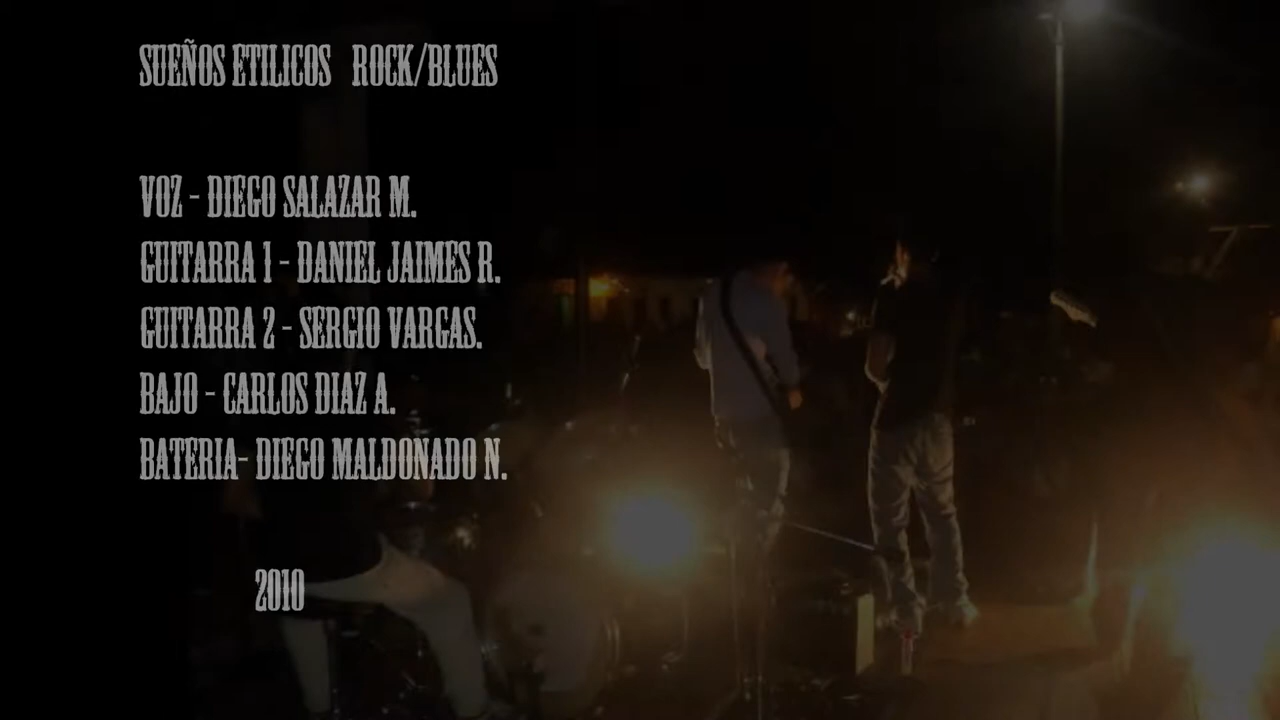 SUEÑOS ETILICOS ROCK/BLUES
VOZ - DIEGO SALAZAR M.
GUITARRA 1 - DANIEL JAIMES R.
GUITARRA 2 - SERGIO VARGAS.
BAJO - CARLOS DIAZ A.
BATERIA- DIEGO MALDONADO N.
2010